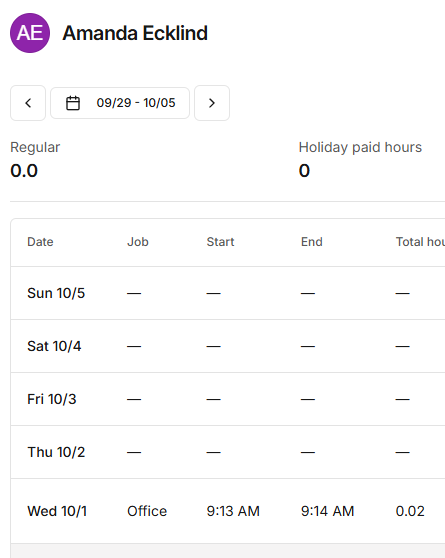 AE Amanda Ecklind
09/29 - 10/05
Regular Holiday paid hours
0.0 0
Date Job Start End Total hou
Sun 10/5 — — — —
Sat 10/4 — — — —
Fri 10/3 — — — —
Thu 10/2 — — — —
Wed 10/1 Office 9:13 AM 9:14 AM 0.02